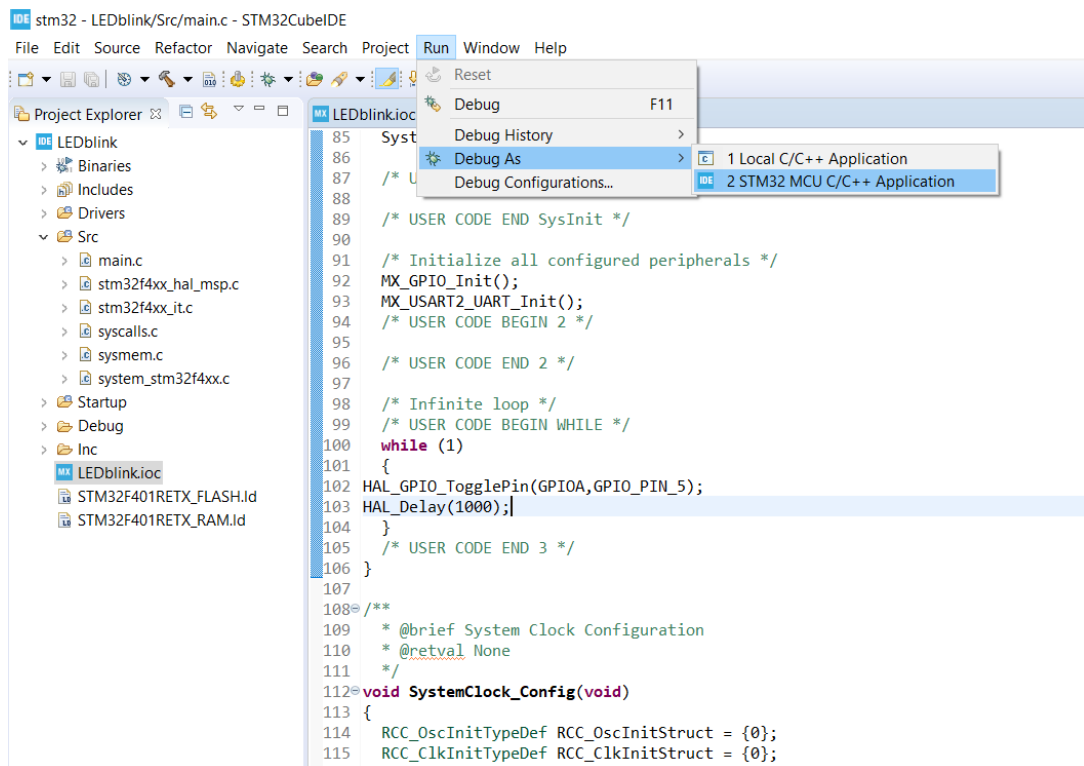 IDE stm32 - LEDblink/Src/main.c - STM32CubeIDE
File Edit Source Refactor Navigate Search Project Run Window Help
Reset
Debug F11
Debug History
Debug As
Debug Configurations...
1 Local C/C++ Application
IDE 2 STM32 MCU C/C++ Application
Project Explorer
IDE LEDblink
Binaries
Includes
Drivers
Src
main.c
stm32f4xx_hal_msp.c
stm32f4xx_it.c
syscalls.c
sysmem.c
system_stm32f4xx.c
Startup
Debug
Inc
MX LEDblink.ioc
STM32F401RETX_FLASH.ld
STM32F401RETX_RAM.ld
MX LEDblink.ioc
85 Syst
86
87 /* U
88
89 /* USER CODE END SysInit */
90
91 /* Initialize all configured peripherals */
92 MX_GPIO_Init();
93 MX_USART2_UART_Init();
94 /* USER CODE BEGIN 2 */
95
96 /* USER CODE END 2 */
97
98 /* Infinite loop */
99 /* USER CODE BEGIN WHILE */
100 while (1)
101 {
102 HAL_GPIO_TogglePin(GPIOA,GPIO_PIN_5);
103 HAL_Delay(1000);
104 }
105 /* USER CODE END 3 */
106 }
107
108 /**
109 * @brief System Clock Configuration
110 * @retval None
111 */
112 void SystemClock_Config(void)
113 {
114 RCC_OscInitTypeDef RCC_OscInitStruct = {0};
115 RCC_ClkInitTypeDef RCC_ClkInitStruct = {0};